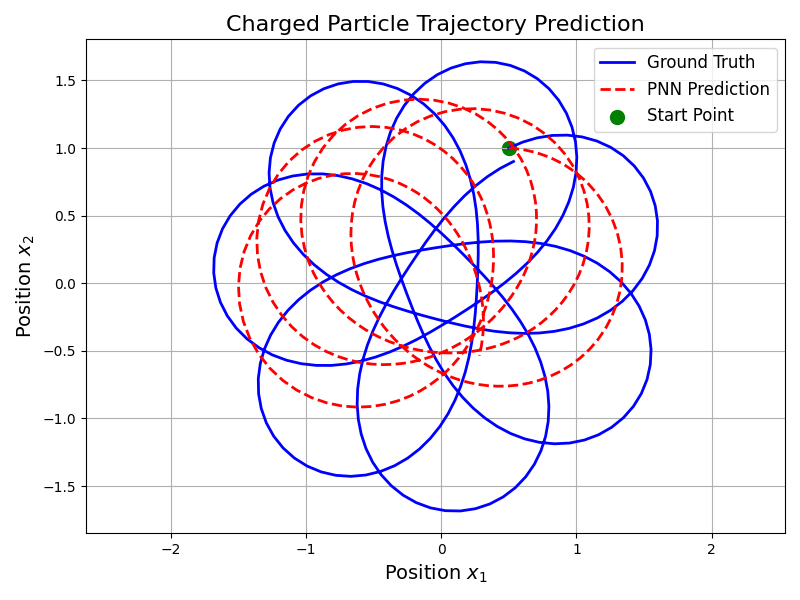 Charged Particle Trajectory Prediction
Ground Truth
PNN Prediction
Start Point
1.5
1.0
0.5
0.0
−0.5
−1.0
−1.5
Position x₂
−2
−1
0
1
2
Position x₁